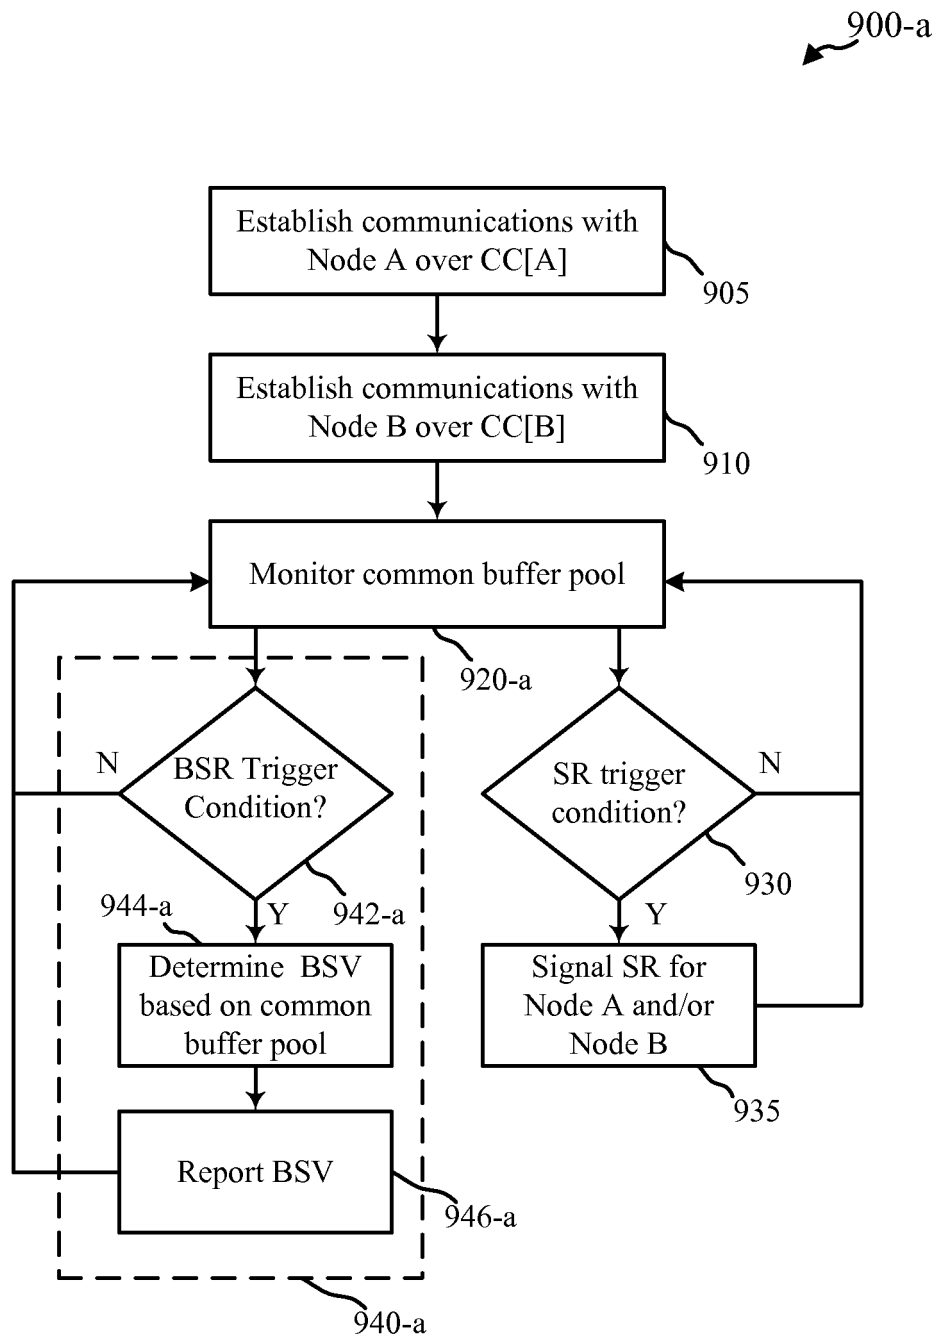 900-a
Establish communications with
Node A over CC[A]
905
Establish communications with
Node B over CC[B]
910
Monitor common buffer pool
920-a
N
BSR Trigger
Condition?
SR trigger
condition?
N
930
944-a
Y
942-a
Y
Determine BSV
based on common
buffer pool
Signal SR for
Node A and/or
Node B
935
Report BSV
946-a
940-a